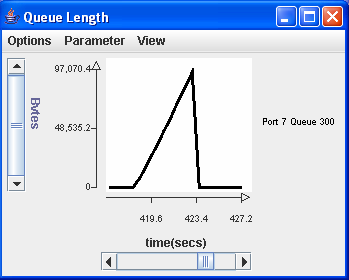 Queue Length
Options Parameter View
97,070.4
Bytes
48,535.2
Port 7 Queue 300
0
419.6 423.4 427.2
time(secs)